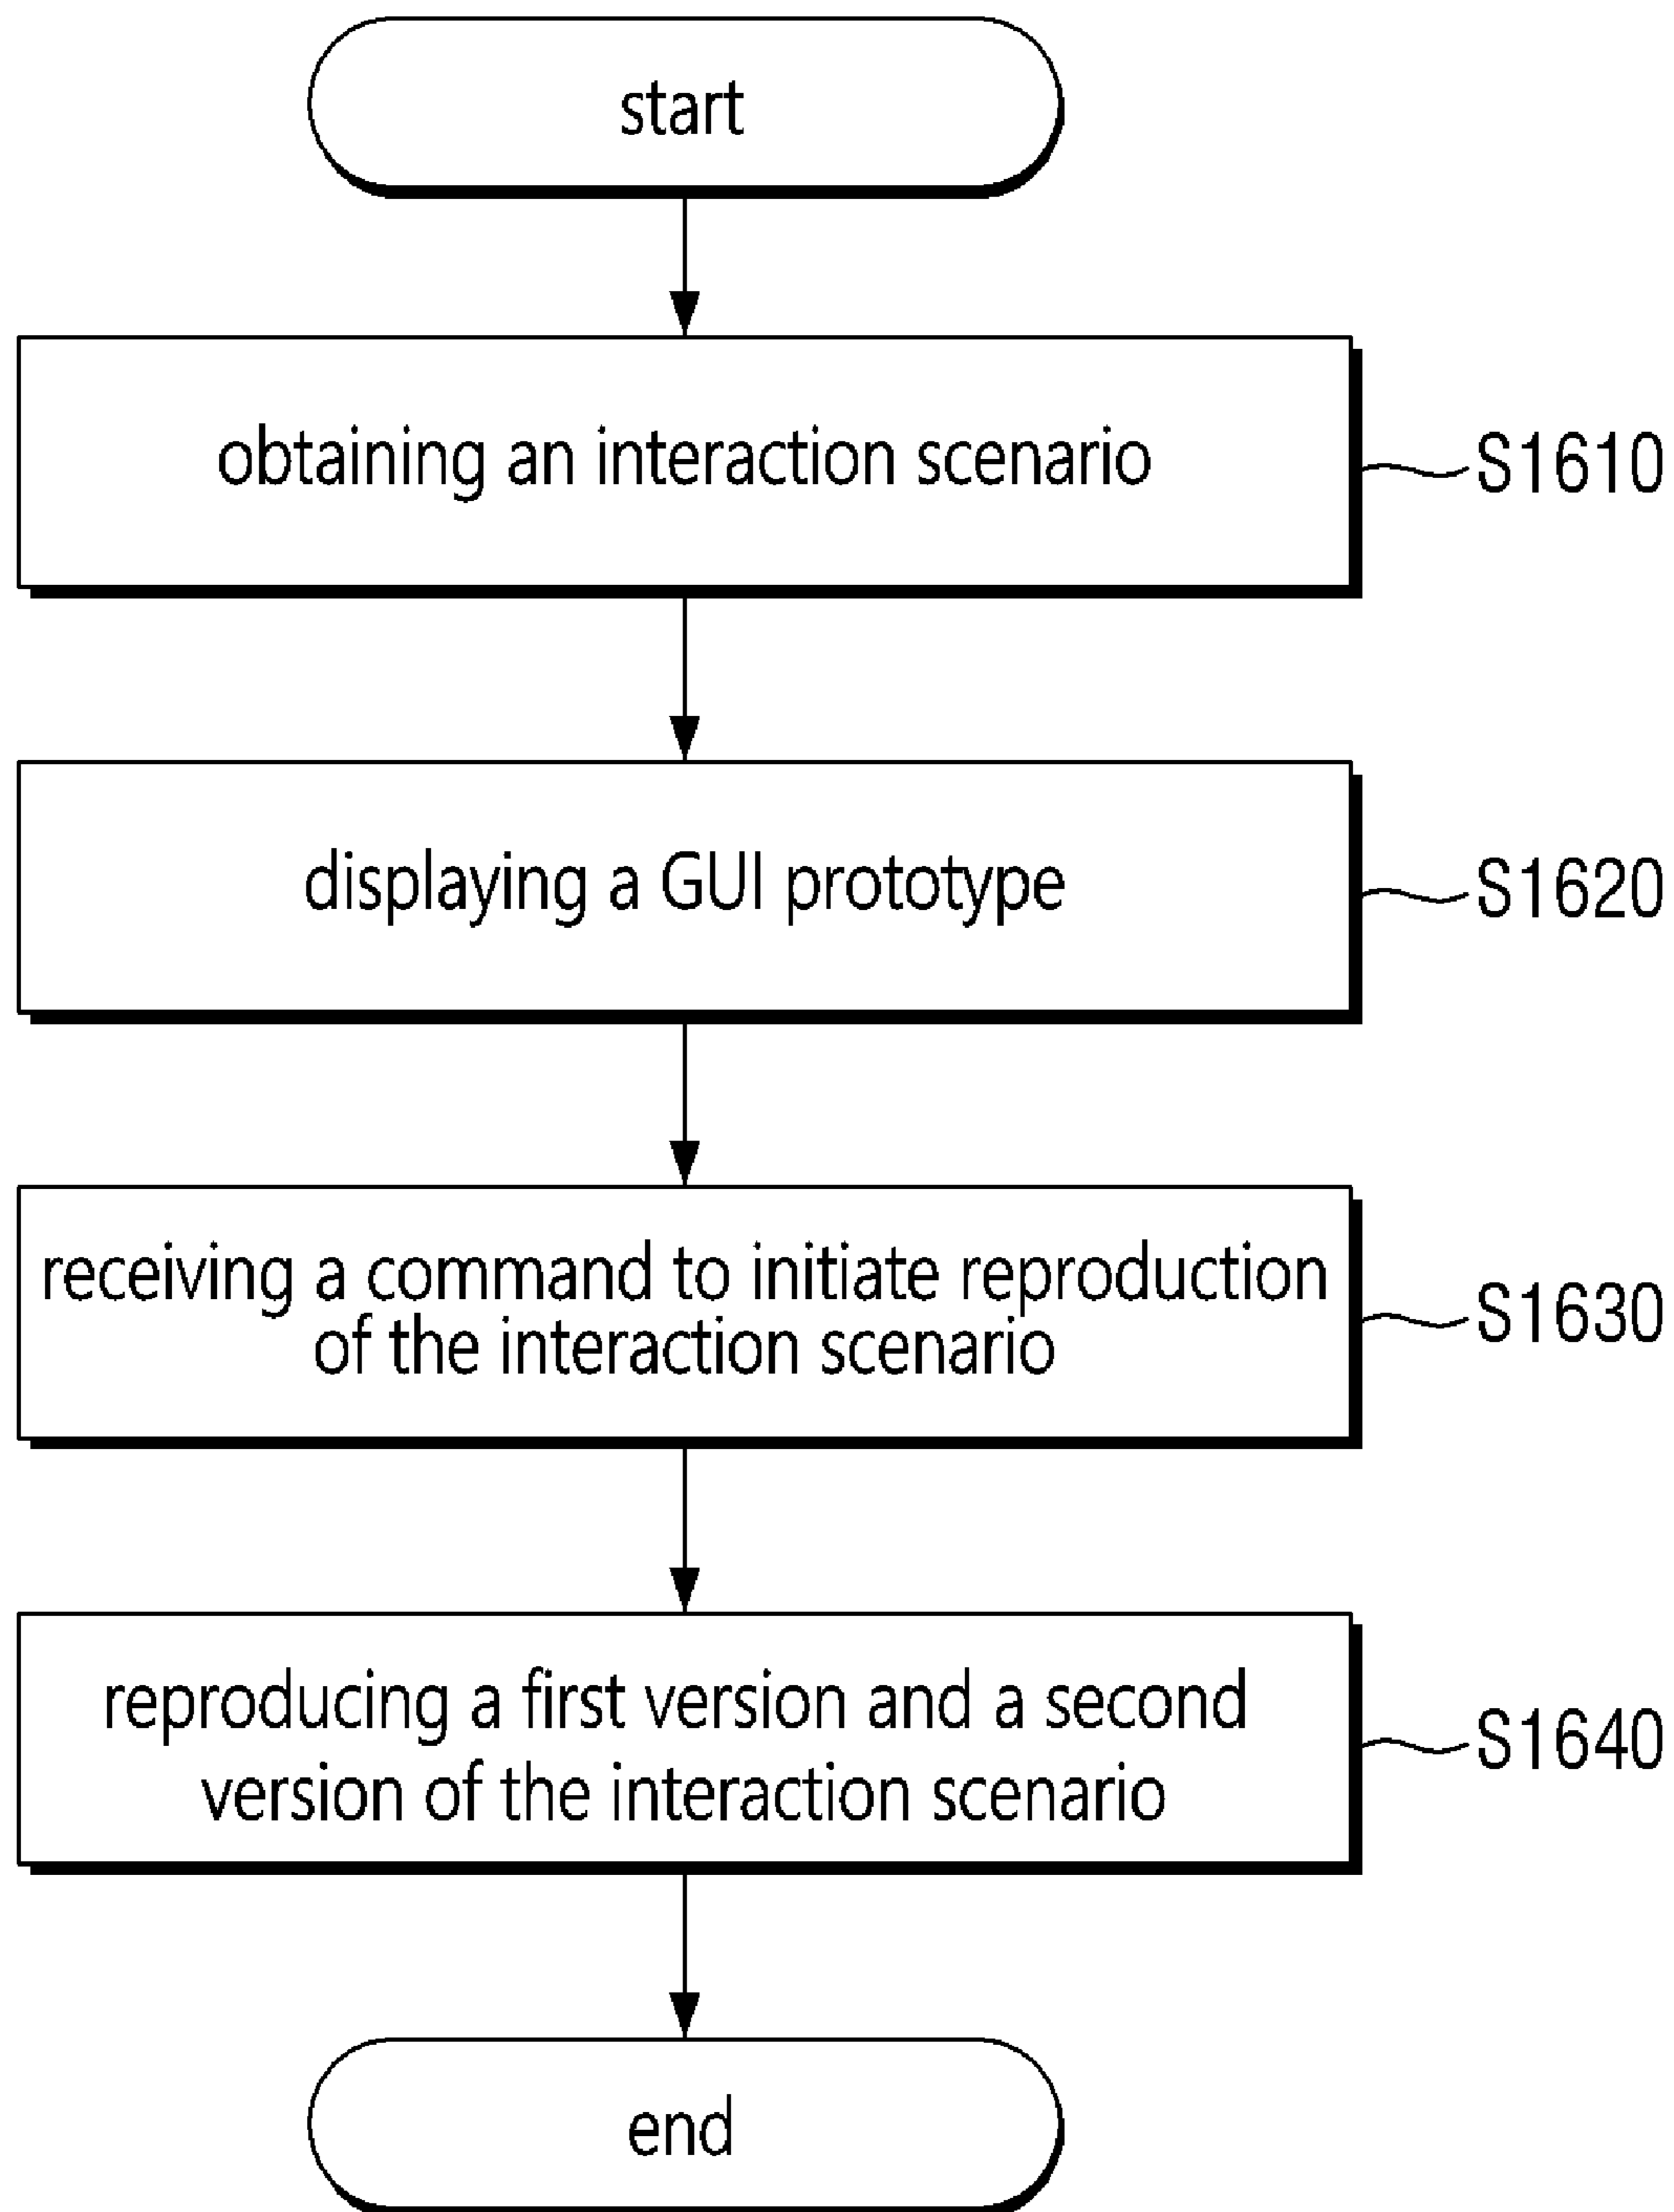 start
obtaining an interaction scenario
S1610
displaying a GUI prototype
S1620
receiving a command to initiate reproduction
of the interaction scenario
S1630
reproducing a first version and a second
version of the interaction scenario
S1640
end